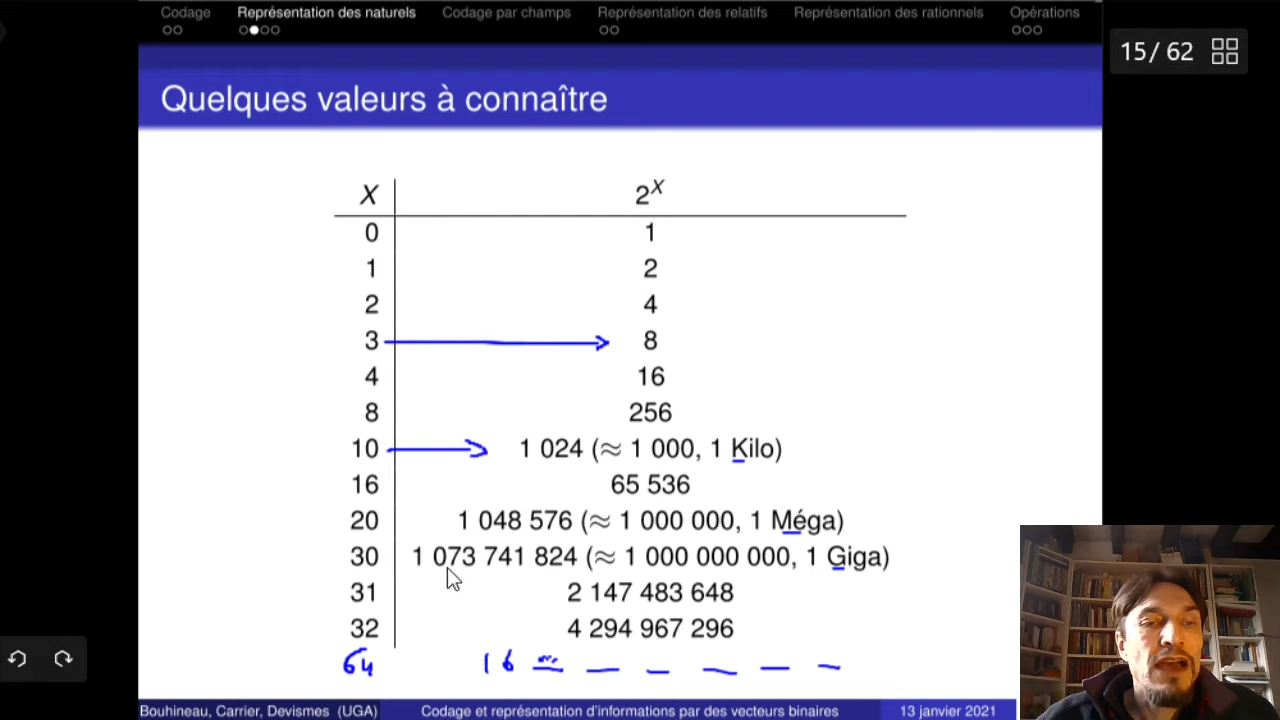 Codage Représentation des naturels Codage par champs Représentation des relatifs Représentation des rationnels Opérations
15/ 62
Quelques valeurs à connaître
X 2^X
0 1
1 2
2 4
3 8
4 16
8 256
10 1 024 (≈ 1 000, 1 Kilo)
16 65 536
20 1 048 576 (≈ 1 000 000, 1 Méga)
30 1 073 741 824 (≈ 1 000 000 000, 1 Giga)
31 2 147 483 648
32 4 294 967 296
64 16
Bouhineau, Carrier, Devismes (UGA) Codage et représentation d'informations par des vecteurs binaires 13 janvier 2021